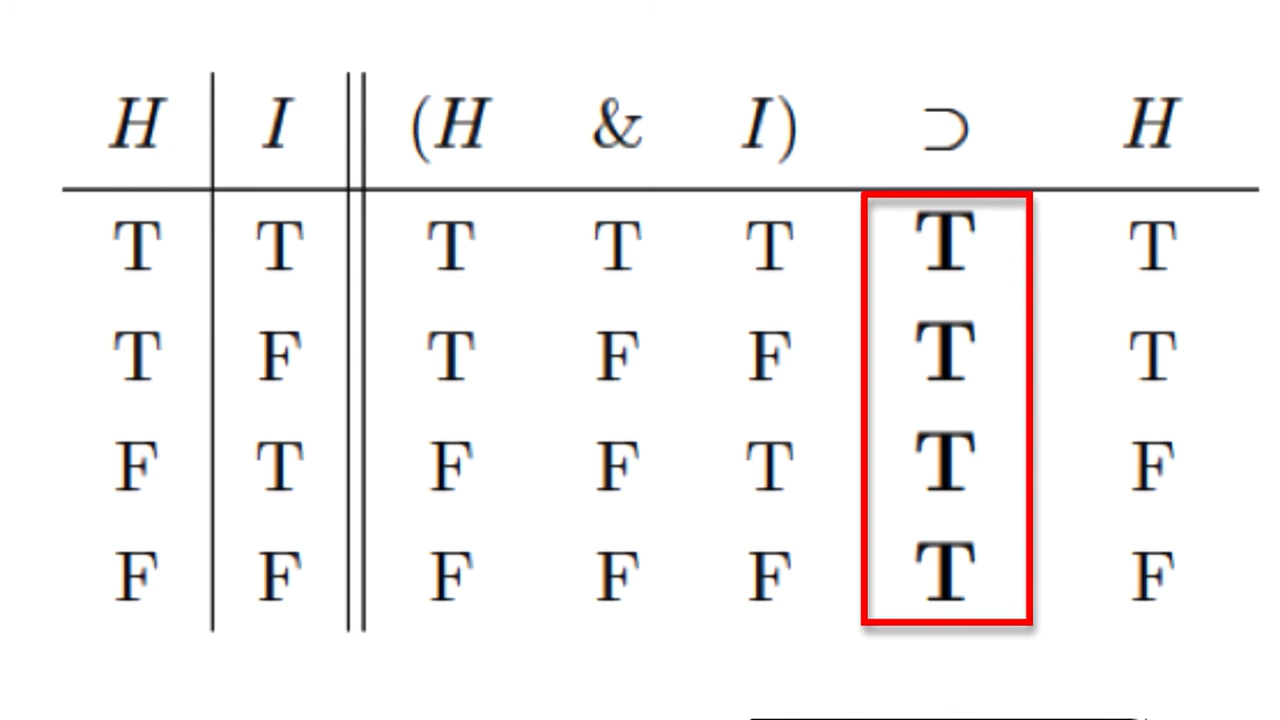 H I (H & I) ⊃ H
T T T T T T T
T F T F F T T
F T F F T T F
F F F F F T F